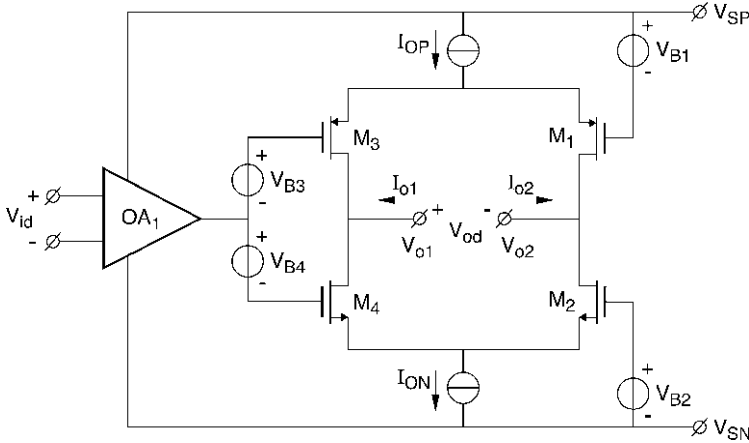 V_SP
I_OP
+
V_B1
-
M_3
M_1
+
V_B3
-
I_o1
I_o2
+
V_id
-
OA_1
+
V_od
-
V_o1
V_o2
+
V_B4
-
M_4
M_2
I_ON
+
V_B2
-
V_SN